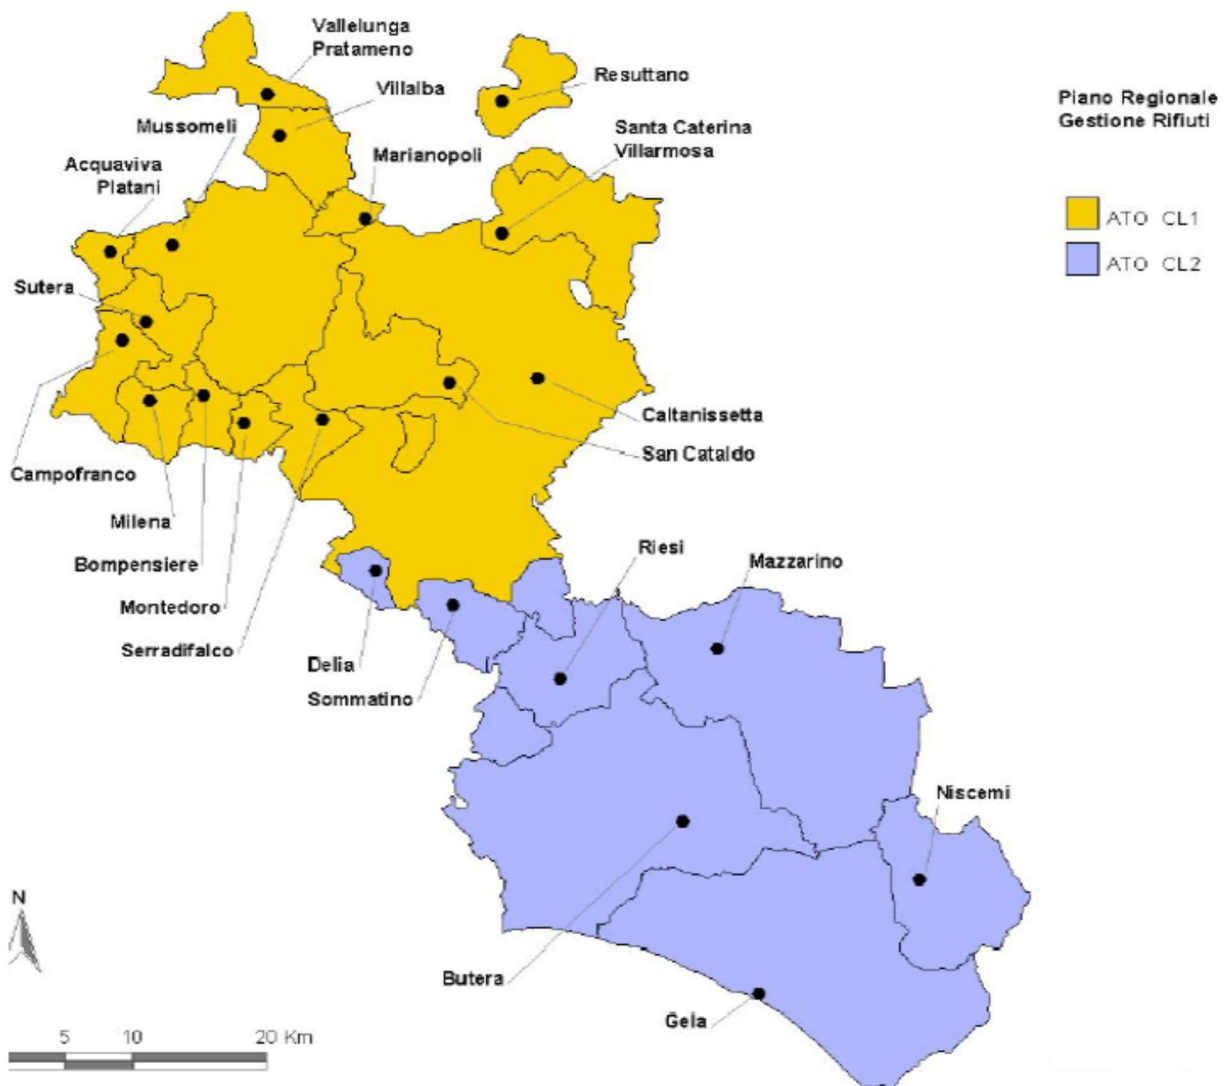 Vallelunga
Pratameno
Villalba
Resuttano
Piano Regionale
Gestione Rifiuti
Mussomeli
Santa Caterina
Villarmosa
Marianopoli
Acquaviva
Platani
ATO CL1
ATO CL2
Sutera
Caltanissetta
San Cataldo
Campofranco
Milena
Bompensiere
Riesi
Mazzarino
Montedoro
Serradifalco
Delia
Sommatino
Niscemi
N
Butera
Gela
5 10 20 Km